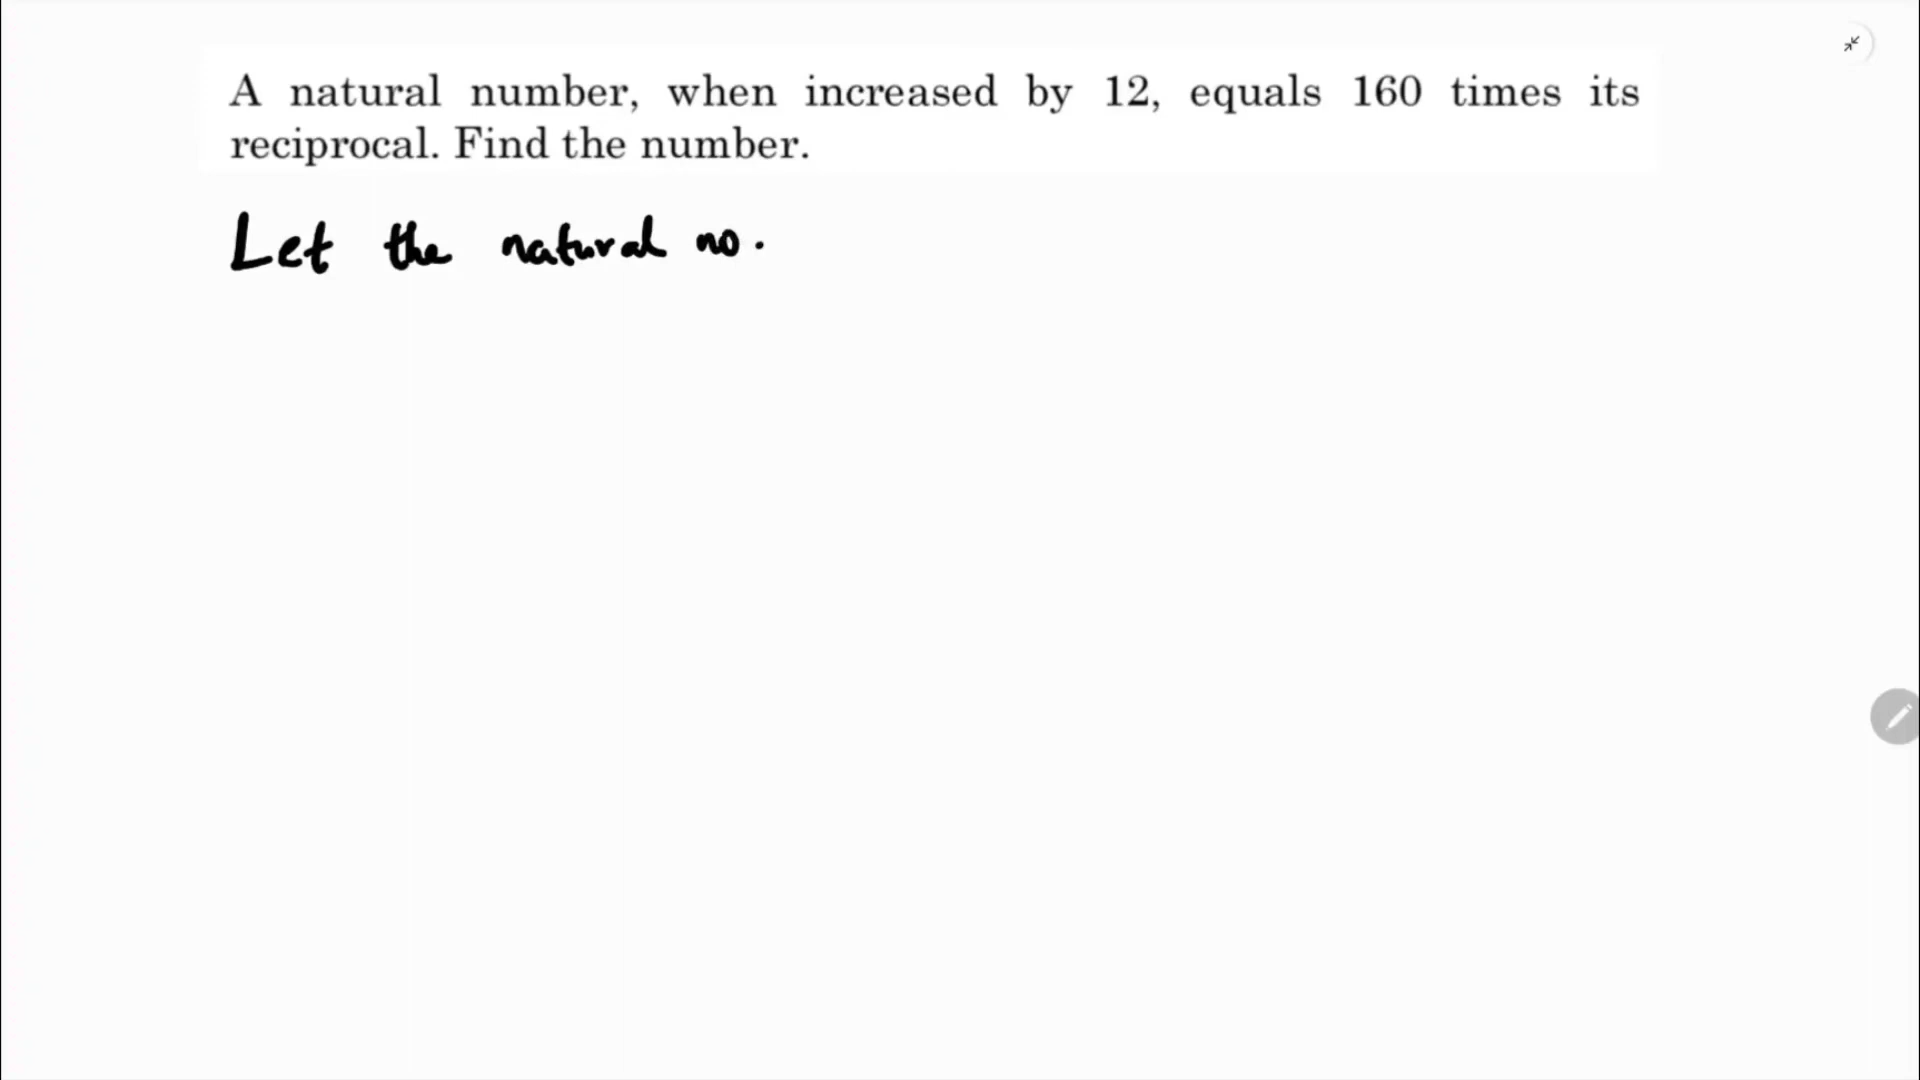 A natural number, when increased by 12, equals 160 times its
reciprocal. Find the number.
Let the natural no.